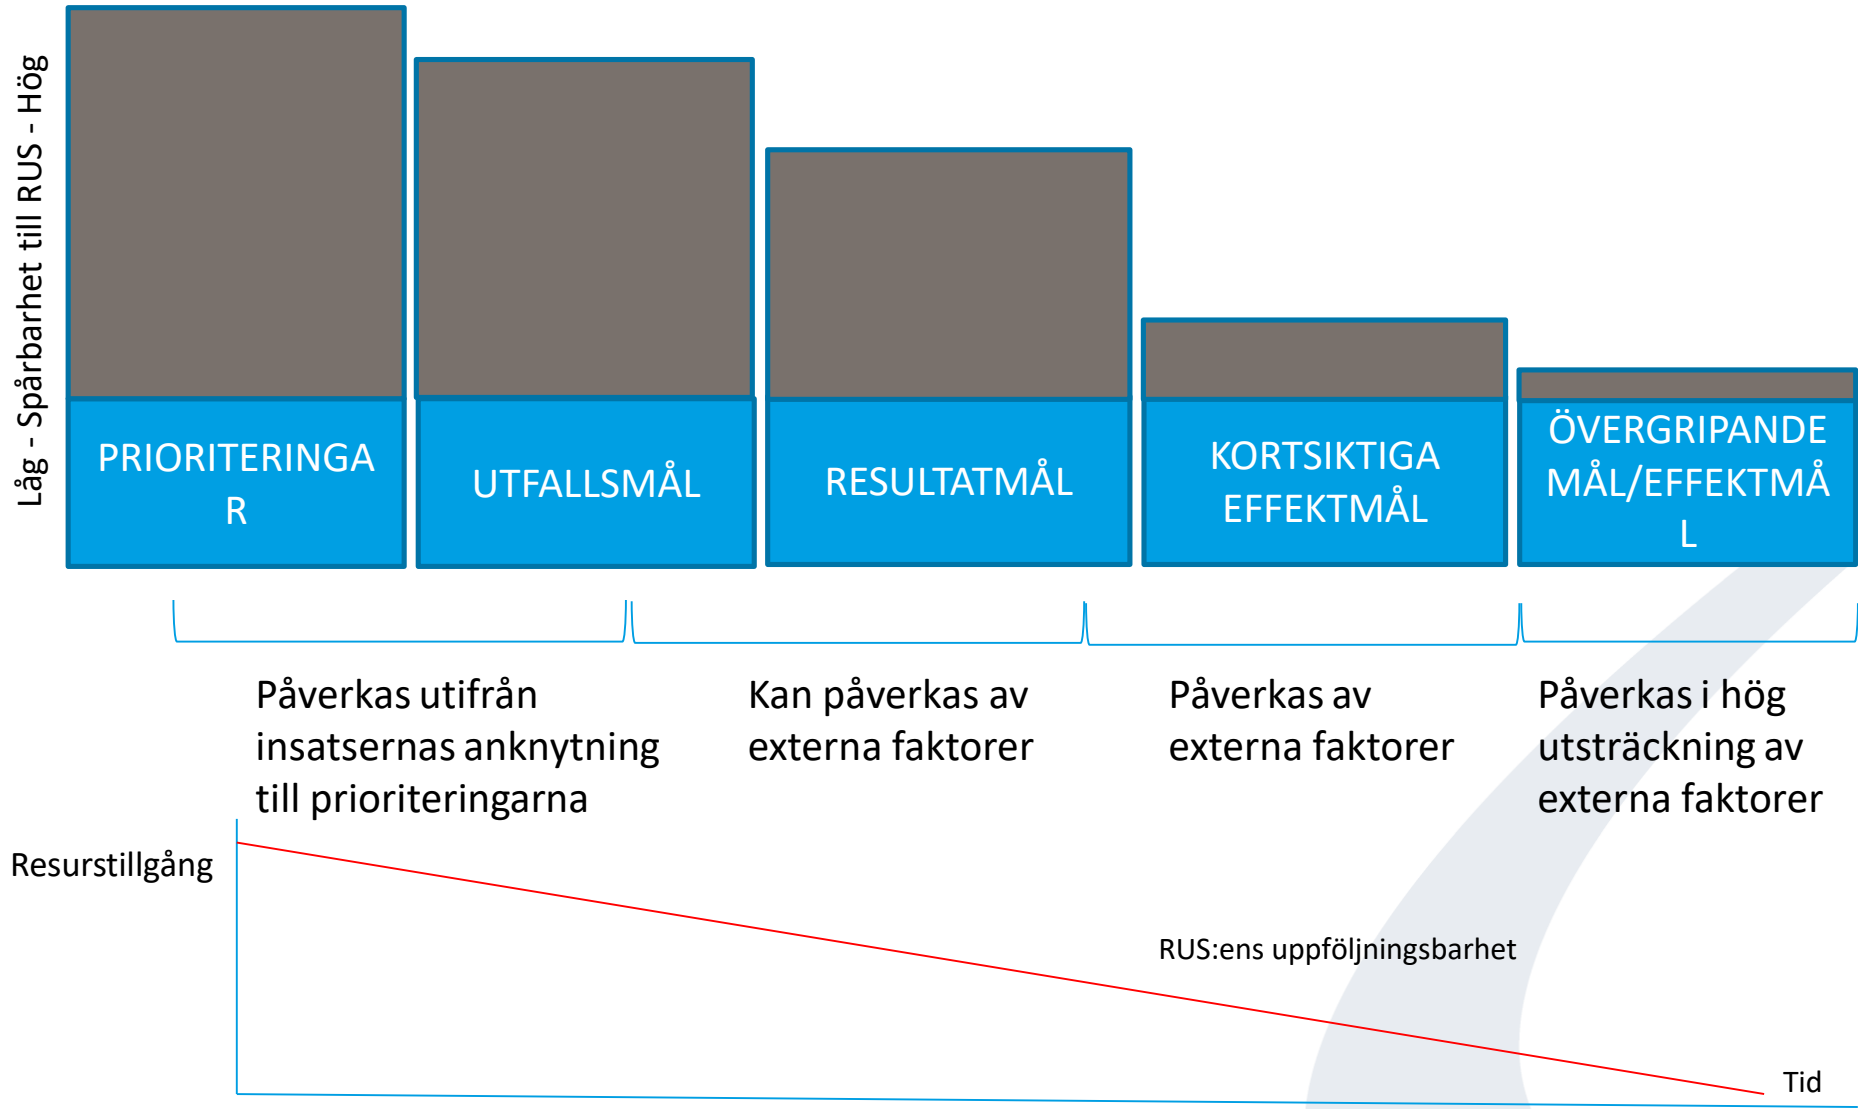 Låg - Spårbarhet till RUS - Hög
PRIORITERINGA
R
UTFALLSMÅL
RESULTATMÅL
KORTSIKTIGA
EFFEKTMÅL
ÖVERGRIPANDE
MÅL/EFFEKTMÅ
L
Påverkas utifrån
insatsernas anknytning
till prioriteringarna
Kan påverkas av
externa faktorer
Påverkas av
externa faktorer
Påverkas i hög
utsträckning av
externa faktorer
Resurstillgång
RUS:ens uppföljningsbarhet
Tid